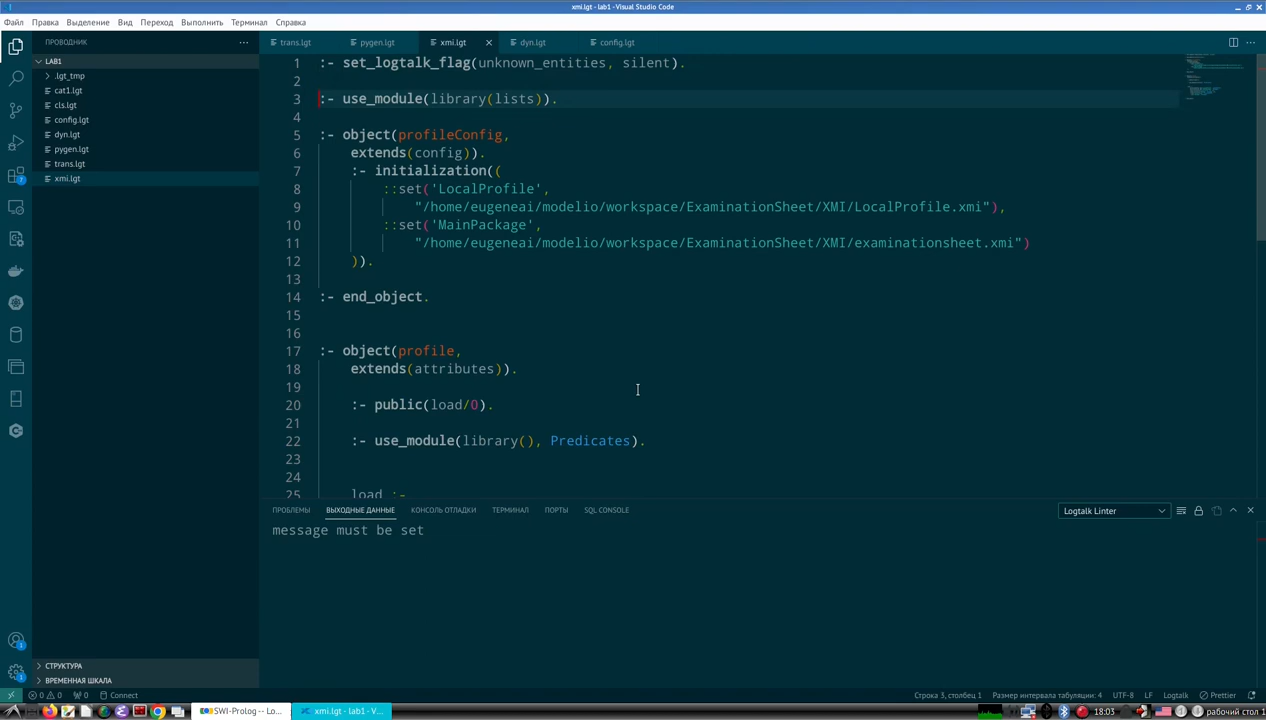 xmi.lgt - lab1 - Visual Studio Code
Файл Правка Выделение Вид Переход Выполнить Терминал Справка
ПРОВОДНИК
LAB1
.lgt_tmp
cat1.lgt
cls.lgt
config.lgt
dyn.lgt
pygen.lgt
trans.lgt
xmi.lgt
СТРУКТУРА
ВРЕМЕННАЯ ШКАЛА
trans.lgt pygen.lgt xmi.lgt dyn.lgt config.lgt
1 :- set_logtalk_flag(unknown_entities, silent).
2
3 :- use_module(library(lists)).
4
5 :- object(profileConfig,
6 extends(config)).
7 :- initialization((
8 ::set('LocalProfile',
9 "/home/eugeneai/modelio/workspace/ExaminationSheet/XMI/LocalProfile.xmi"),
10 ::set('MainPackage',
11 "/home/eugeneai/modelio/workspace/ExaminationSheet/XMI/examinationsheet.xmi")
12 )).
13
14 :- end_object.
15
16
17 :- object(profile,
18 extends(attributes)).
19
20 :- public(load/0).
21
22 :- use_module(library(), Predicates).
23
24
25 load :-
ПРОБЛЕМЫ ВЫХОДНЫЕ ДАННЫЕ КОНСОЛЬ ОТЛАДКИ ТЕРМИНАЛ ПОРТЫ SQL CONSOLE
Logtalk Linter
message must be set
0 0 0 Connect
Строка 3, столбец 1 Размер интервала табуляции: 4 UTF-8 LF Logtalk Prettier
SWI-Prolog -- Lo... xmi.lgt - lab1 - V... 18:03 рабочий стол 1